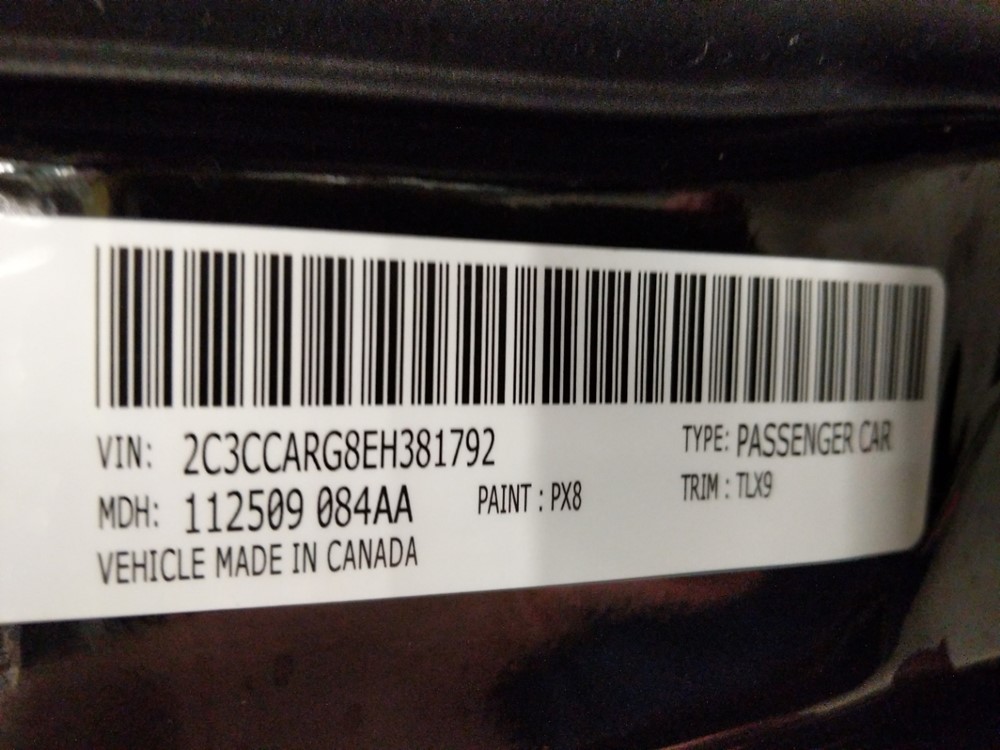 VIN: 2C3CCARG8EH381792 TYPE: PASSENGER CAR
MDH: 112509 084AA PAINT : PX8 TRIM : TLX9
VEHICLE MADE IN CANADA